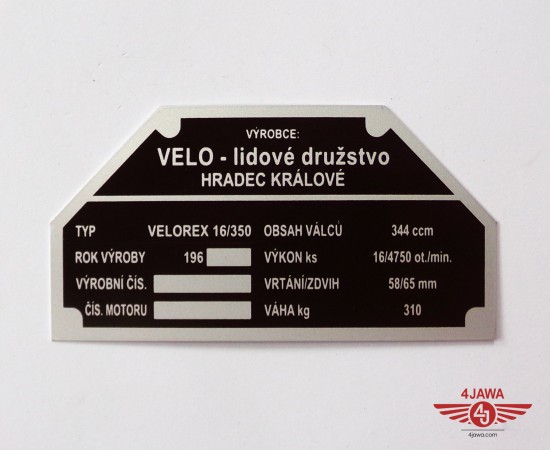 VÝROBCE:
VELO - lidové družstvo
HRADEC KRÁLOVÉ
TYP VELOREX 16/350 OBSAH VÁLCŮ 344 ccm
ROK VÝROBY 196 VÝKON ks 16/4750 ot./min.
VÝROBNÍ ČÍS. VRTÁNÍ/ZDVIH 58/65 mm
ČÍS. MOTORU VÁHA kg 310
4JAWA
4J
4jawa.com